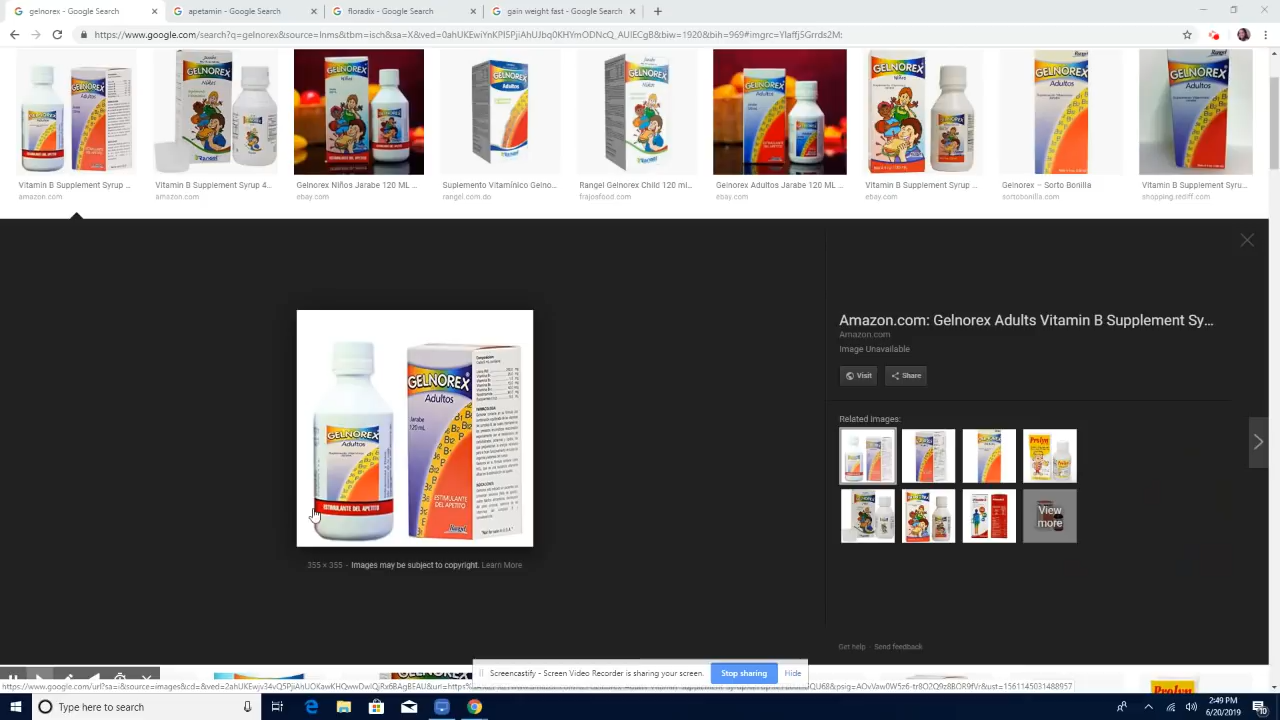 gelnorex - Google Search
apetamin - Google Search
floradix - Google Search
gain weight fast - Google Search
https://www.google.com/search?q=gelnorex&source=lnms&tbm=isch&sa=X&ved=0ahUKEwiYnKPI5PjiAhUJbq0KHYmODNcQ_AUIECgB&biw=1920&bih=969#imgrc=Ylaffj5Grrds2M:
Vitamin B Supplement Syrup ...
amazon.com
Vitamin B Supplement Syrup 4...
amazon.com
Gelnorex Niños Jarabe 120 ML ...
ebay.com
Suplemento Vitamínico Gelno...
rangel.com.do
Rangel Gelnorex Child 120 ml...
frajosfood.com
Gelnorex Adultos Jarabe 120 ML ...
ebay.com
Vitamin B Supplement Syrup ...
ebay.com
Gelnorex – Sorto Bonilla
sortobonilla.com
Vitamin B Supplement Syru...
shopping.rediff.com
GELNOREX
Adultos
ESTIMULANTE DEL APETITO
GELNOREX
Adultos
Jarabe
120 mL
ESTIMULANTE
DEL APETITO
Rangel
355 × 355 - Images may be subject to copyright. Learn More
Amazon.com: Gelnorex Adults Vitamin B Supplement Sy...
Amazon.com
Image Unavailable
Visit
Share
Related Images:
View
more
Get help - Send feedback
Screencastify - Screen Video Recorder is sharing your screen.
Stop sharing
Hide
Type here to search
2:49 PM
6/20/2019